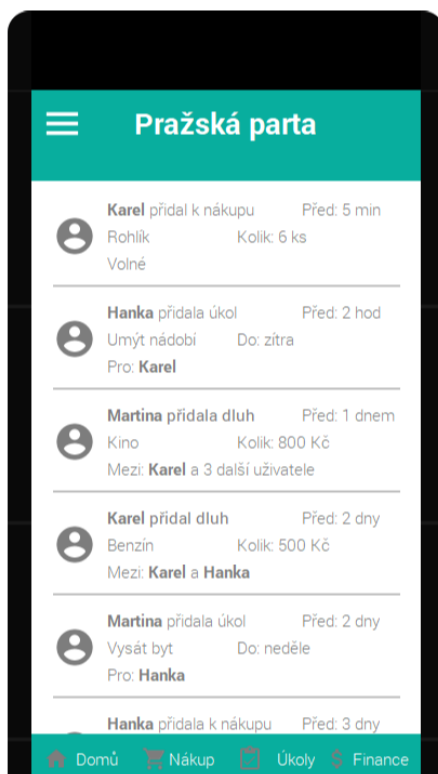 Pražská parta
Karel přidal k nákupu Před: 5 min
Rohlík Kolik: 6 ks
Volné
Hanka přidala úkol Před: 2 hod
Umýt nádobí Do: zítra
Pro: Karel
Martina přidala dluh Před: 1 dnem
Kino Kolik: 800 Kč
Mezi: Karel a 3 další uživatele
Karel přidal dluh Před: 2 dny
Benzín Kolik: 500 Kč
Mezi: Karel a Hanka
Martina přidala úkol Před: 2 dny
Vysát byt Do: neděle
Pro: Hanka
Hanka přidala k nákupu Před: 3 dny
Domů Nákup Úkoly Finance